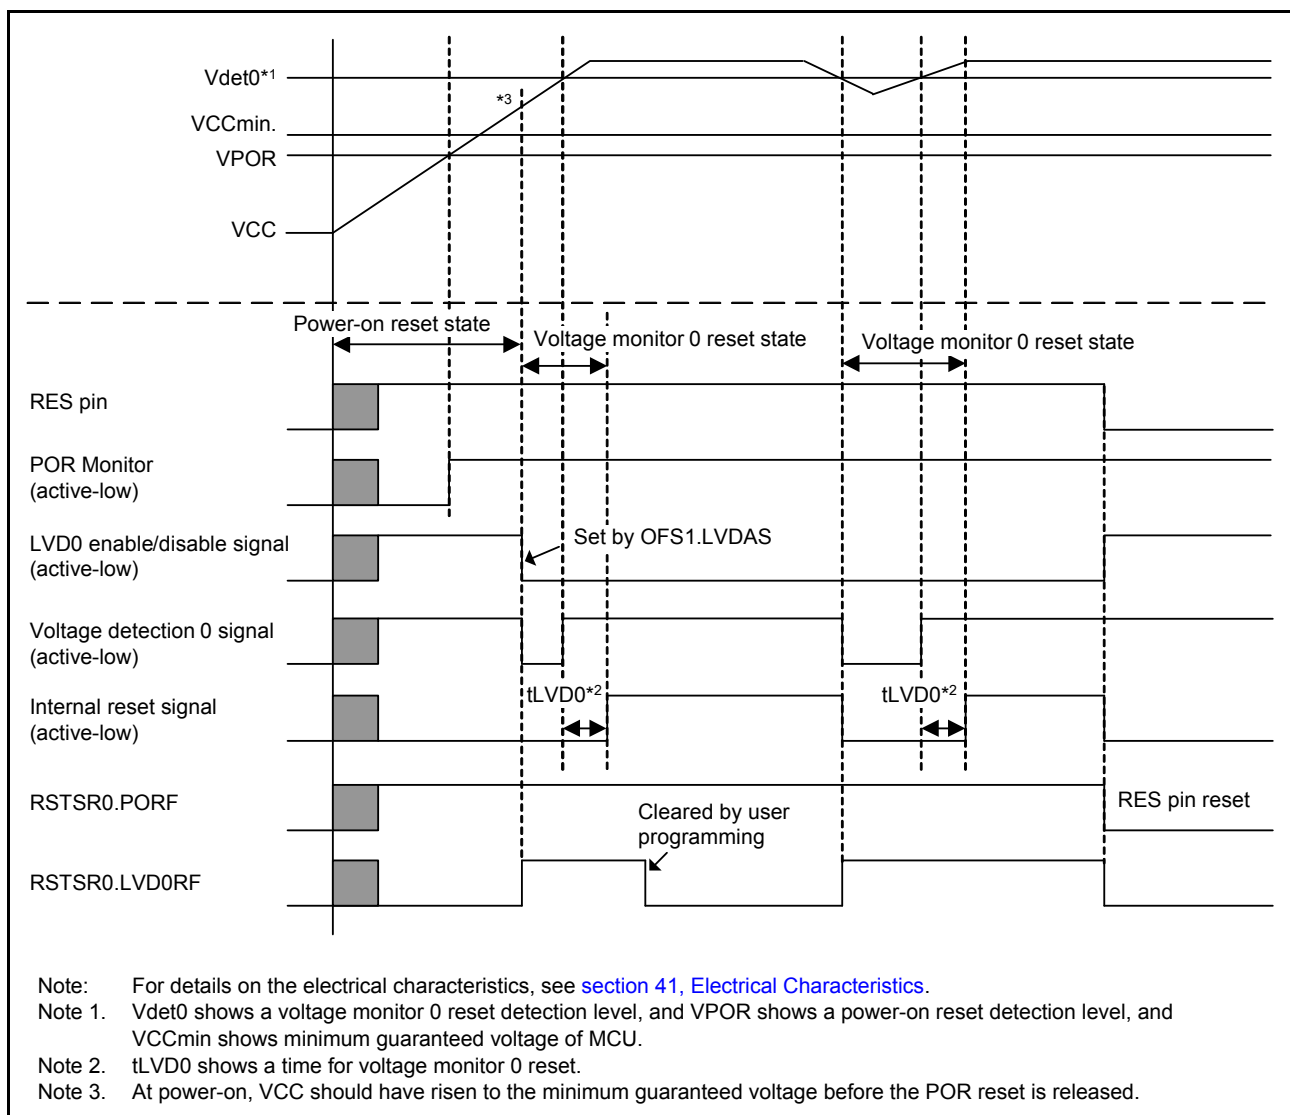 Vdet0*1
*3
VCCmin.
VPOR
VCC
Power-on reset state
Voltage monitor 0 reset state
Voltage monitor 0 reset state
RES pin
POR Monitor
(active-low)
LVD0 enable/disable signal
(active-low)
Set by OFS1.LVDAS
Voltage detection 0 signal
(active-low)
Internal reset signal
(active-low)
tLVD0*2
tLVD0*2
RSTSR0.PORF
RES pin reset
Cleared by user
programming
RSTSR0.LVD0RF
Note: For details on the electrical characteristics, see section 41, Electrical Characteristics.
Note 1. Vdet0 shows a voltage monitor 0 reset detection level, and VPOR shows a power-on reset detection level, and
VCCmin shows minimum guaranteed voltage of MCU.
Note 2. tLVD0 shows a time for voltage monitor 0 reset.
Note 3. At power-on, VCC should have risen to the minimum guaranteed voltage before the POR reset is released.